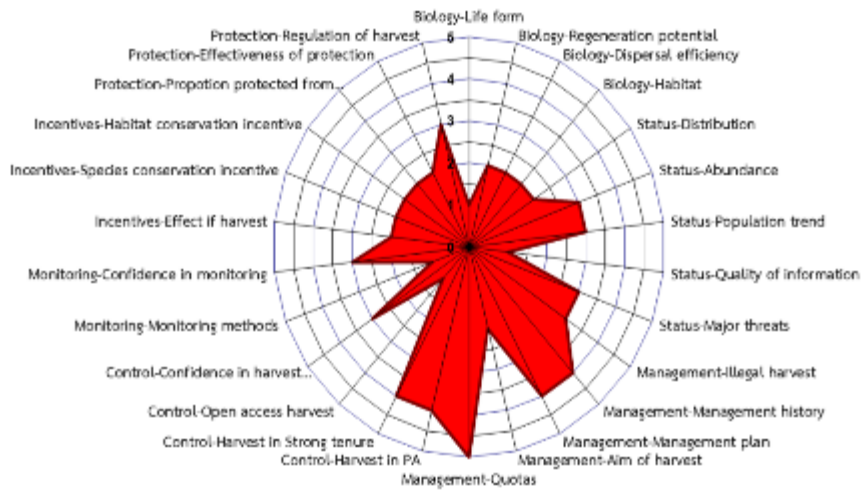 Biology-Life form
Protection-Regulation of harvest
Biology-Regeneration potential
Protection-Effectiveness of protection
Biology-Dispersal efficiency
Protection-Propotion protected from...
Biology-Habitat
Incentives-Habitat conservation incentive
Status-Distribution
Incentives-Species conservation incentive
Status-Abundance
Incentives-Effect if harvest
Status-Population trend
Monitoring-Confidence in monitoring
Status-Quality of information
Monitoring-Monitoring methods
Status-Major threats
Control-Confidence in harvest...
Management-Illegal harvest
Control-Open access harvest
Management-Management history
Control-Harvest in Strong tenure
Management-Management plan
Control-Harvest in PA
Management-Aim of harvest
Management-Quotas
5
4
3
2
1
0